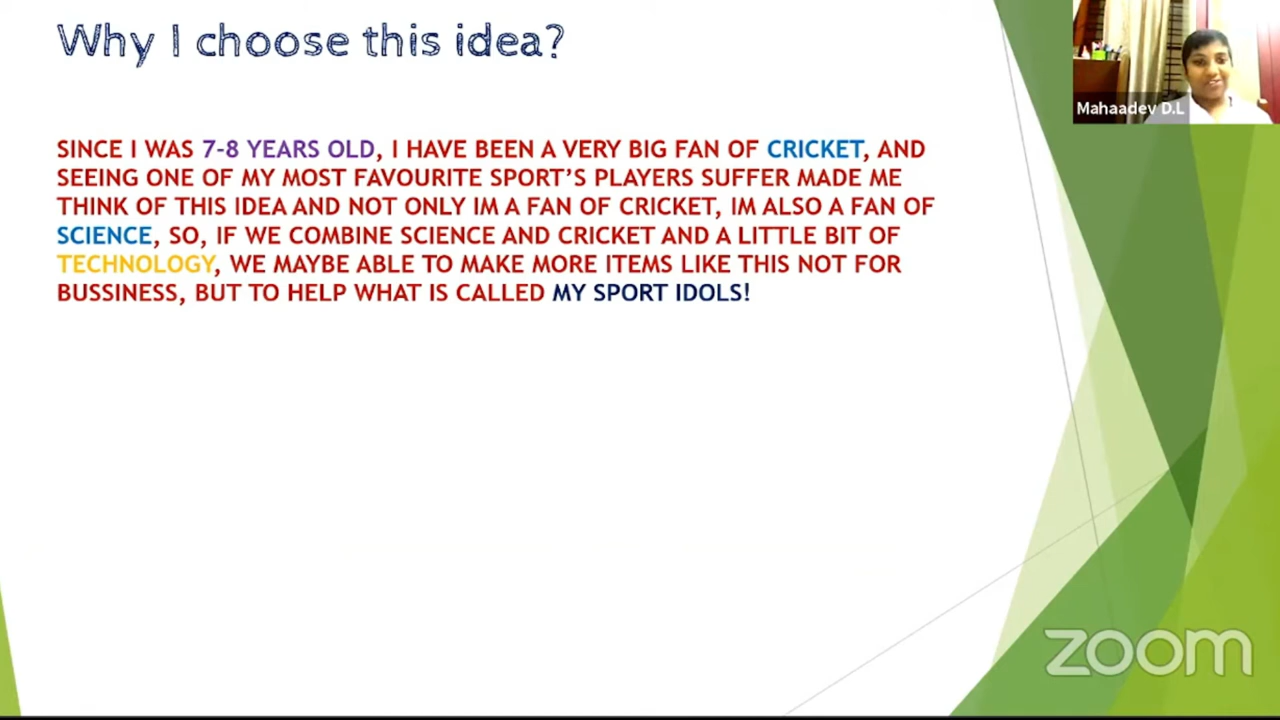 Why I choose this idea?
Mahaadev D.L
SINCE I WAS 7-8 YEARS OLD, I HAVE BEEN A VERY BIG FAN OF CRICKET, AND
SEEING ONE OF MY MOST FAVOURITE SPORT'S PLAYERS SUFFER MADE ME
THINK OF THIS IDEA AND NOT ONLY IM A FAN OF CRICKET, IM ALSO A FAN OF
SCIENCE, SO, IF WE COMBINE SCIENCE AND CRICKET AND A LITTLE BIT OF
TECHNOLOGY, WE MAYBE ABLE TO MAKE MORE ITEMS LIKE THIS NOT FOR
BUSSINESS, BUT TO HELP WHAT IS CALLED MY SPORT IDOLS!
zoom